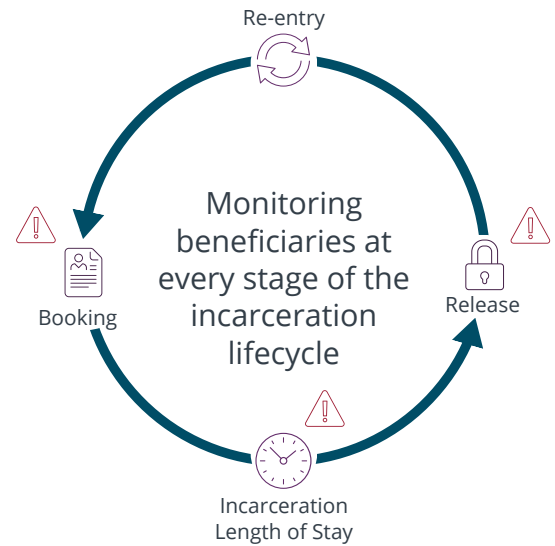 Re-entry
Monitoring
beneficiaries at
every stage of the
incarceration
lifecycle
Booking
Release
Incarceration
Length of Stay